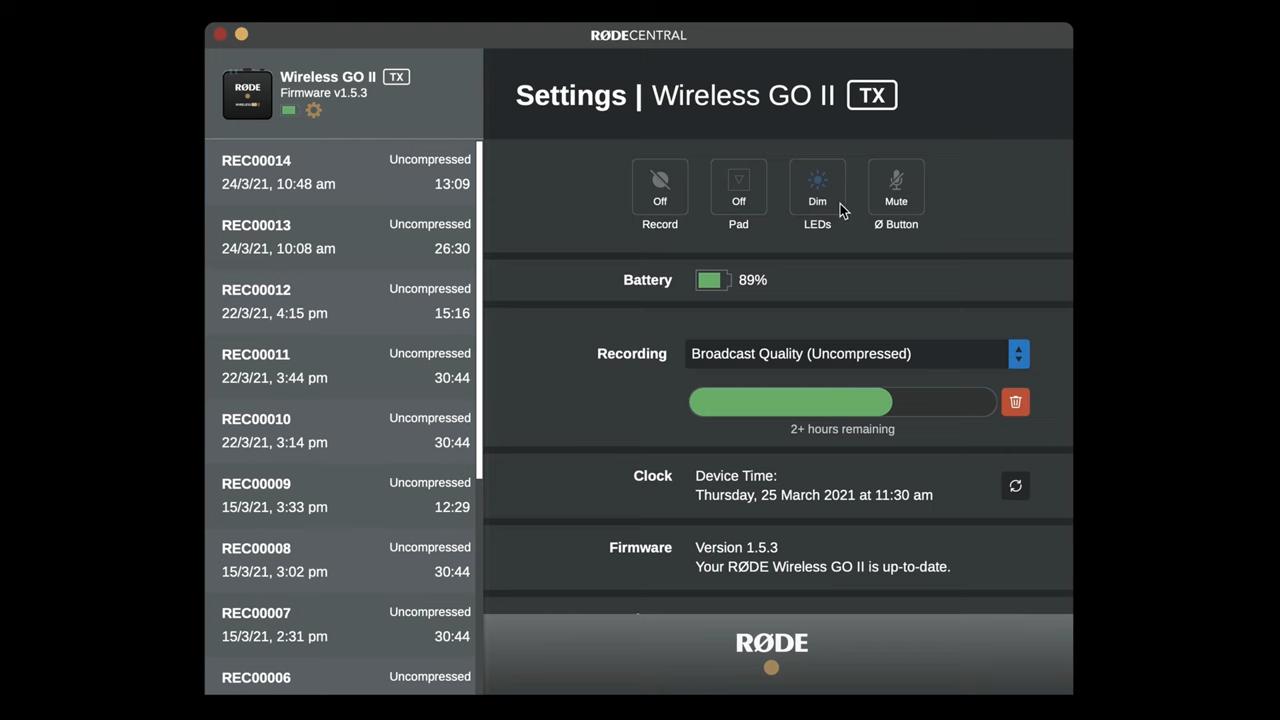 RØDECENTRAL
RØDE
WIRELESS GO II
Wireless GO II TX
Firmware v1.5.3
REC00014 Uncompressed
24/3/21, 10:48 am 13:09
REC00013 Uncompressed
24/3/21, 10:08 am 26:30
REC00012 Uncompressed
22/3/21, 4:15 pm 15:16
REC00011 Uncompressed
22/3/21, 3:44 pm 30:44
REC00010 Uncompressed
22/3/21, 3:14 pm 30:44
REC00009 Uncompressed
15/3/21, 3:33 pm 12:29
REC00008 Uncompressed
15/3/21, 3:02 pm 30:44
REC00007 Uncompressed
15/3/21, 2:31 pm 30:44
REC00006 Uncompressed
Settings | Wireless GO II TX
Off Off Dim Mute
Record Pad LEDs Ø Button
Battery 89%
Recording Broadcast Quality (Uncompressed)
2+ hours remaining
Clock Device Time:
Thursday, 25 March 2021 at 11:30 am
Firmware Version 1.5.3
Your RØDE Wireless GO II is up-to-date.
RØDE